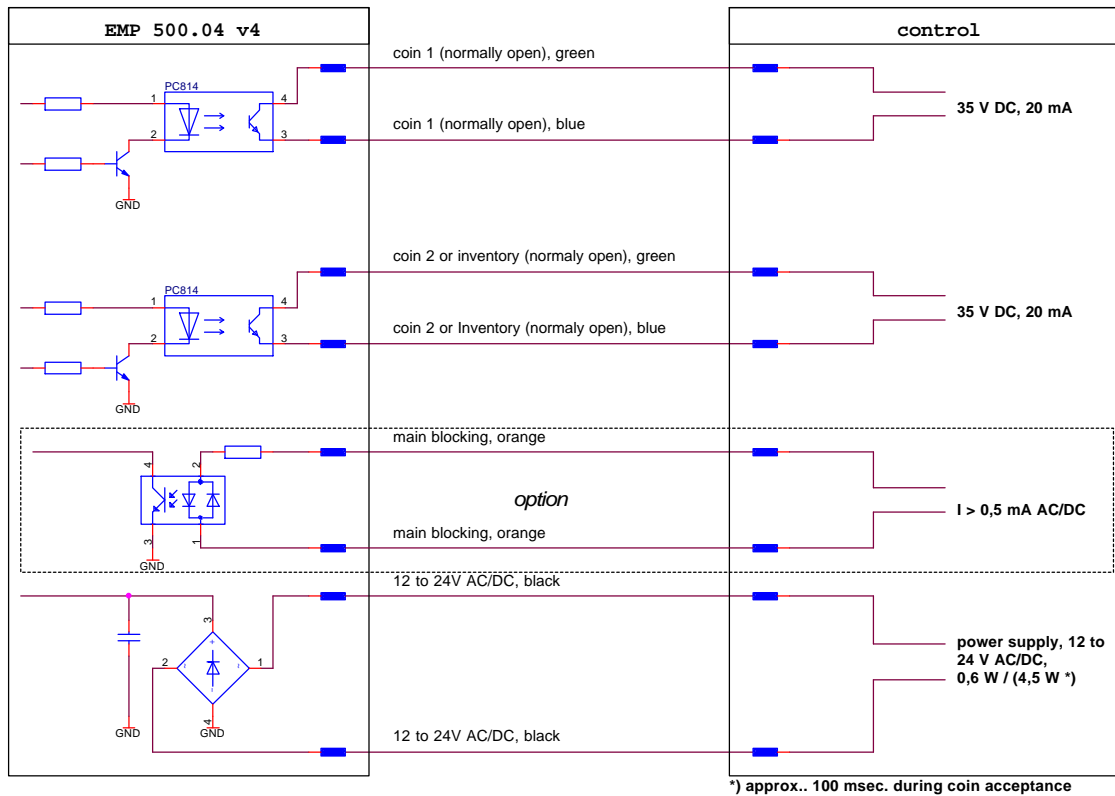 EMP 500.04 v4
control
coin 1 (normally open), green
PC814
1
4
2
3
35 V DC, 20 mA
coin 1 (normally open), blue
GND
coin 2 or inventory (normaly open), green
PC814
1
4
2
3
35 V DC, 20 mA
coin 2 or Inventory (normaly open), blue
GND
main blocking, orange
4
2
option
I > 0,5 mA AC/DC
3
1
main blocking, orange
GND
12 to 24V AC/DC, black
3
+
2
~
~
1
-
4
power supply, 12 to
24 V AC/DC,
0,6 W / (4,5 W *)
GND
GND
12 to 24V AC/DC, black
*) approx.. 100 msec. during coin acceptance